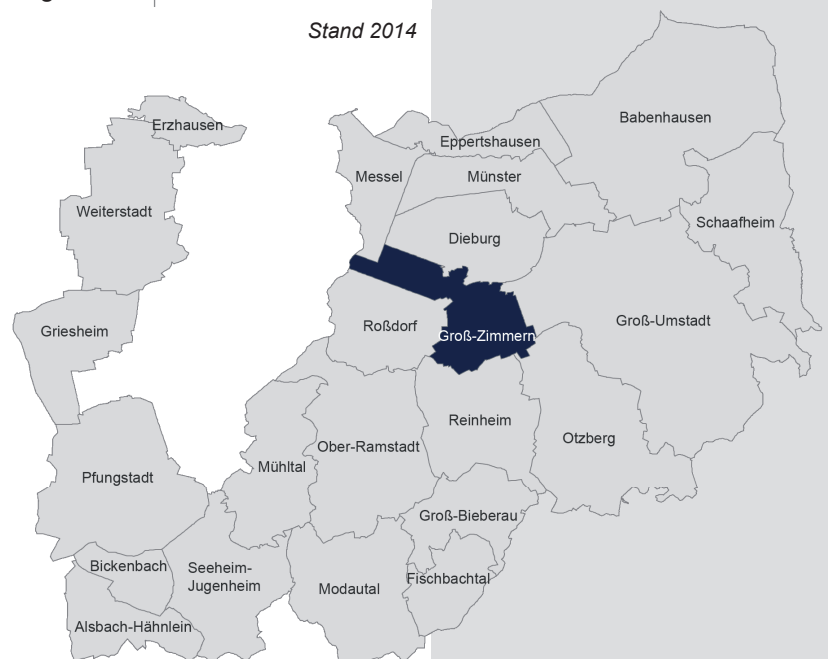 g
Stand 2014
Babenhausen
Erzhausen
Eppertshausen
Messel
Münster
Weiterstadt
Schaafheim
Dieburg
Groß-Umstadt
Griesheim
Roßdorf
Groß-Zimmern
Reinheim
Otzberg
Ober-Ramstadt
Mühltal
Pfungstadt
Groß-Bieberau
Bickenbach
Seeheim-
Jugenheim
Fischbachtal
Modautal
Alsbach-Hähnlein